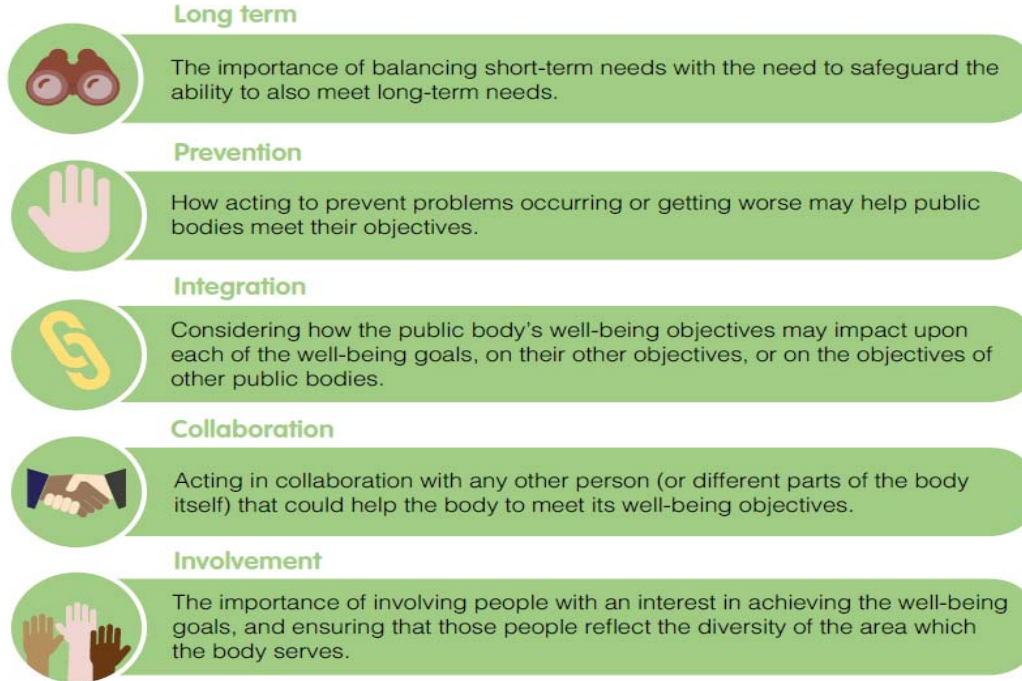 Long term
The importance of balancing short-term needs with the need to safeguard the
ability to also meet long-term needs.
Prevention
How acting to prevent problems occurring or getting worse may help public
bodies meet their objectives.
Integration
Considering how the public body's well-being objectives may impact upon
each of the well-being goals, on their other objectives, or on the objectives of
other public bodies.
Collaboration
Acting in collaboration with any other person (or different parts of the body
itself) that could help the body to meet its well-being objectives.
Involvement
The importance of involving people with an interest in achieving the well-being
goals, and ensuring that those people reflect the diversity of the area which
the body serves.